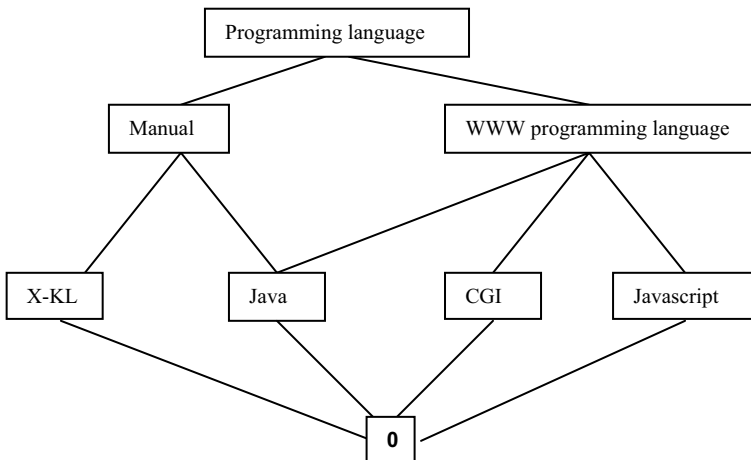 Programming language
Manual
WWW programming language
X-KL
Java
CGI
Javascript
0